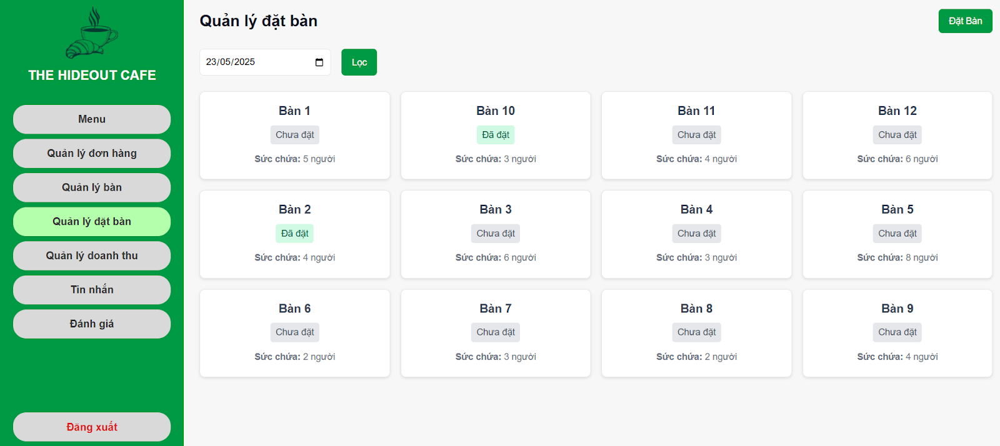 THE HIDEOUT CAFE
Menu
Quản lý đơn hàng
Quản lý bàn
Quản lý đặt bàn
Quản lý doanh thu
Tin nhắn
Đánh giá
Đăng xuất
Quản lý đặt bàn
Đặt Bàn
23/05/2025
Lọc
Bàn 1
Chưa đặt
Sức chứa: 5 người
Bàn 10
Đã đặt
Sức chứa: 3 người
Bàn 11
Chưa đặt
Sức chứa: 4 người
Bàn 12
Chưa đặt
Sức chứa: 6 người
Bàn 2
Đã đặt
Sức chứa: 4 người
Bàn 3
Chưa đặt
Sức chứa: 6 người
Bàn 4
Chưa đặt
Sức chứa: 3 người
Bàn 5
Chưa đặt
Sức chứa: 8 người
Bàn 6
Chưa đặt
Sức chứa: 2 người
Bàn 7
Chưa đặt
Sức chứa: 3 người
Bàn 8
Chưa đặt
Sức chứa: 2 người
Bàn 9
Chưa đặt
Sức chứa: 4 người